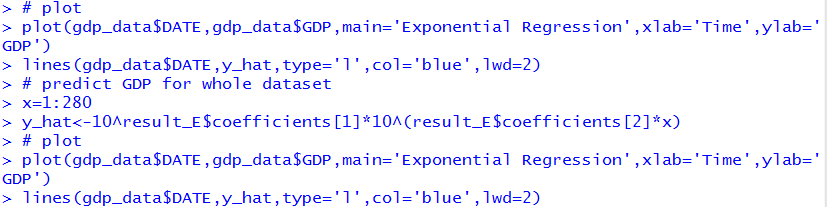 > # plot
> plot(gdp_data$DATE,gdp_data$GDP,main='Exponential Regression',xlab='Time',ylab='
GDP')
> lines(gdp_data$DATE,y_hat,type='l',col='blue',lwd=2)
> # predict GDP for whole dataset
> x=1:280
> y_hat<-10^result_E$coefficients[1]*10^(result_E$coefficients[2]*x)
> # plot
> plot(gdp_data$DATE,gdp_data$GDP,main='Exponential Regression',xlab='Time',ylab='
GDP')
> lines(gdp_data$DATE,y_hat,type='l',col='blue',lwd=2)